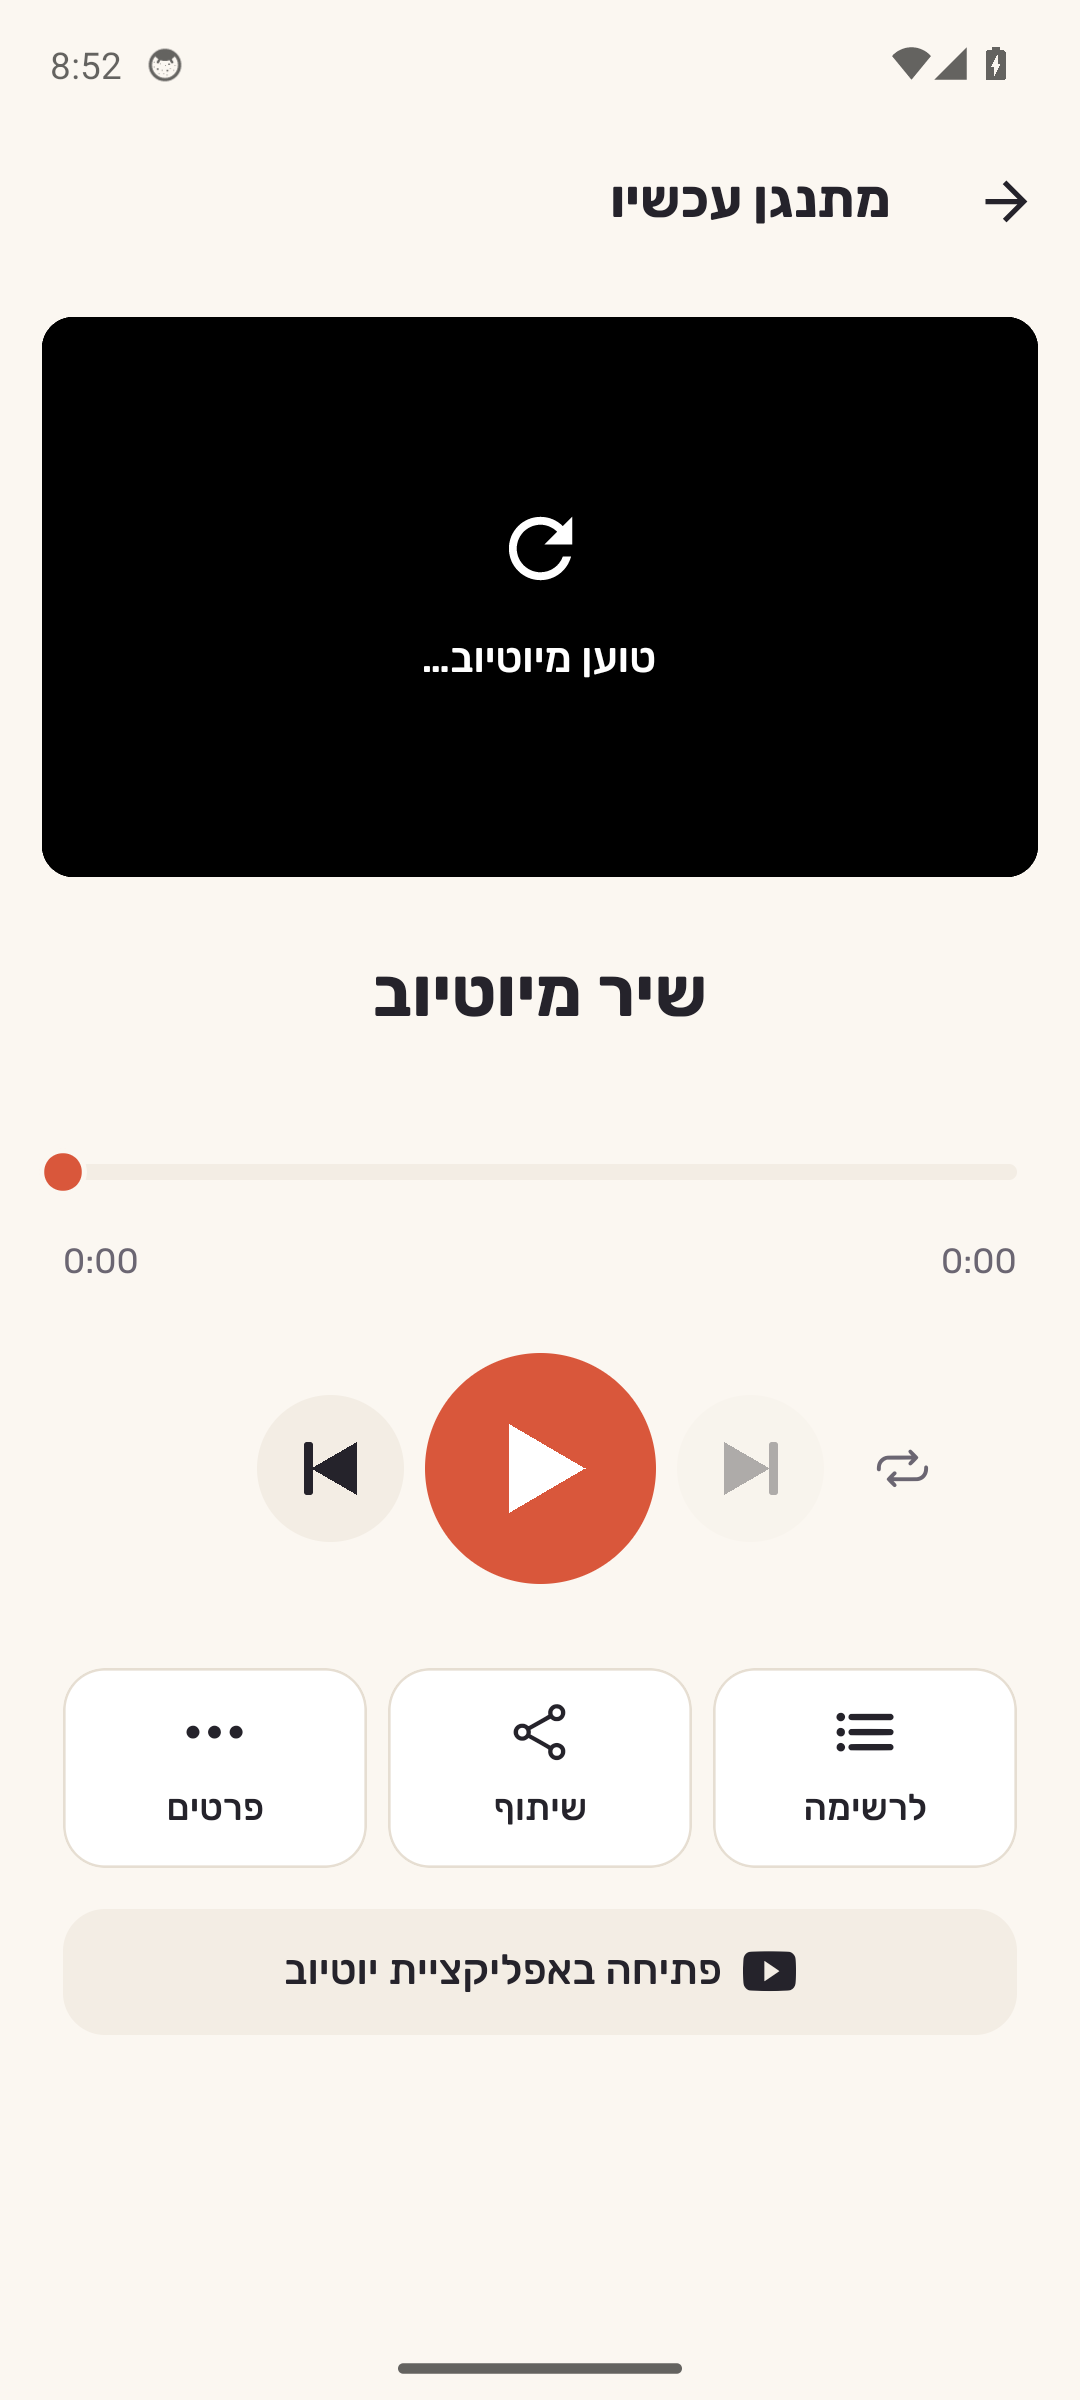 8:52
מתנגן עכשיו
טוען מיוטיוב...
שיר מיוטיוב
0:00
0:00
לרשימה
שיתוף
פרטים
פתיחה באפליקציית יוטיוב